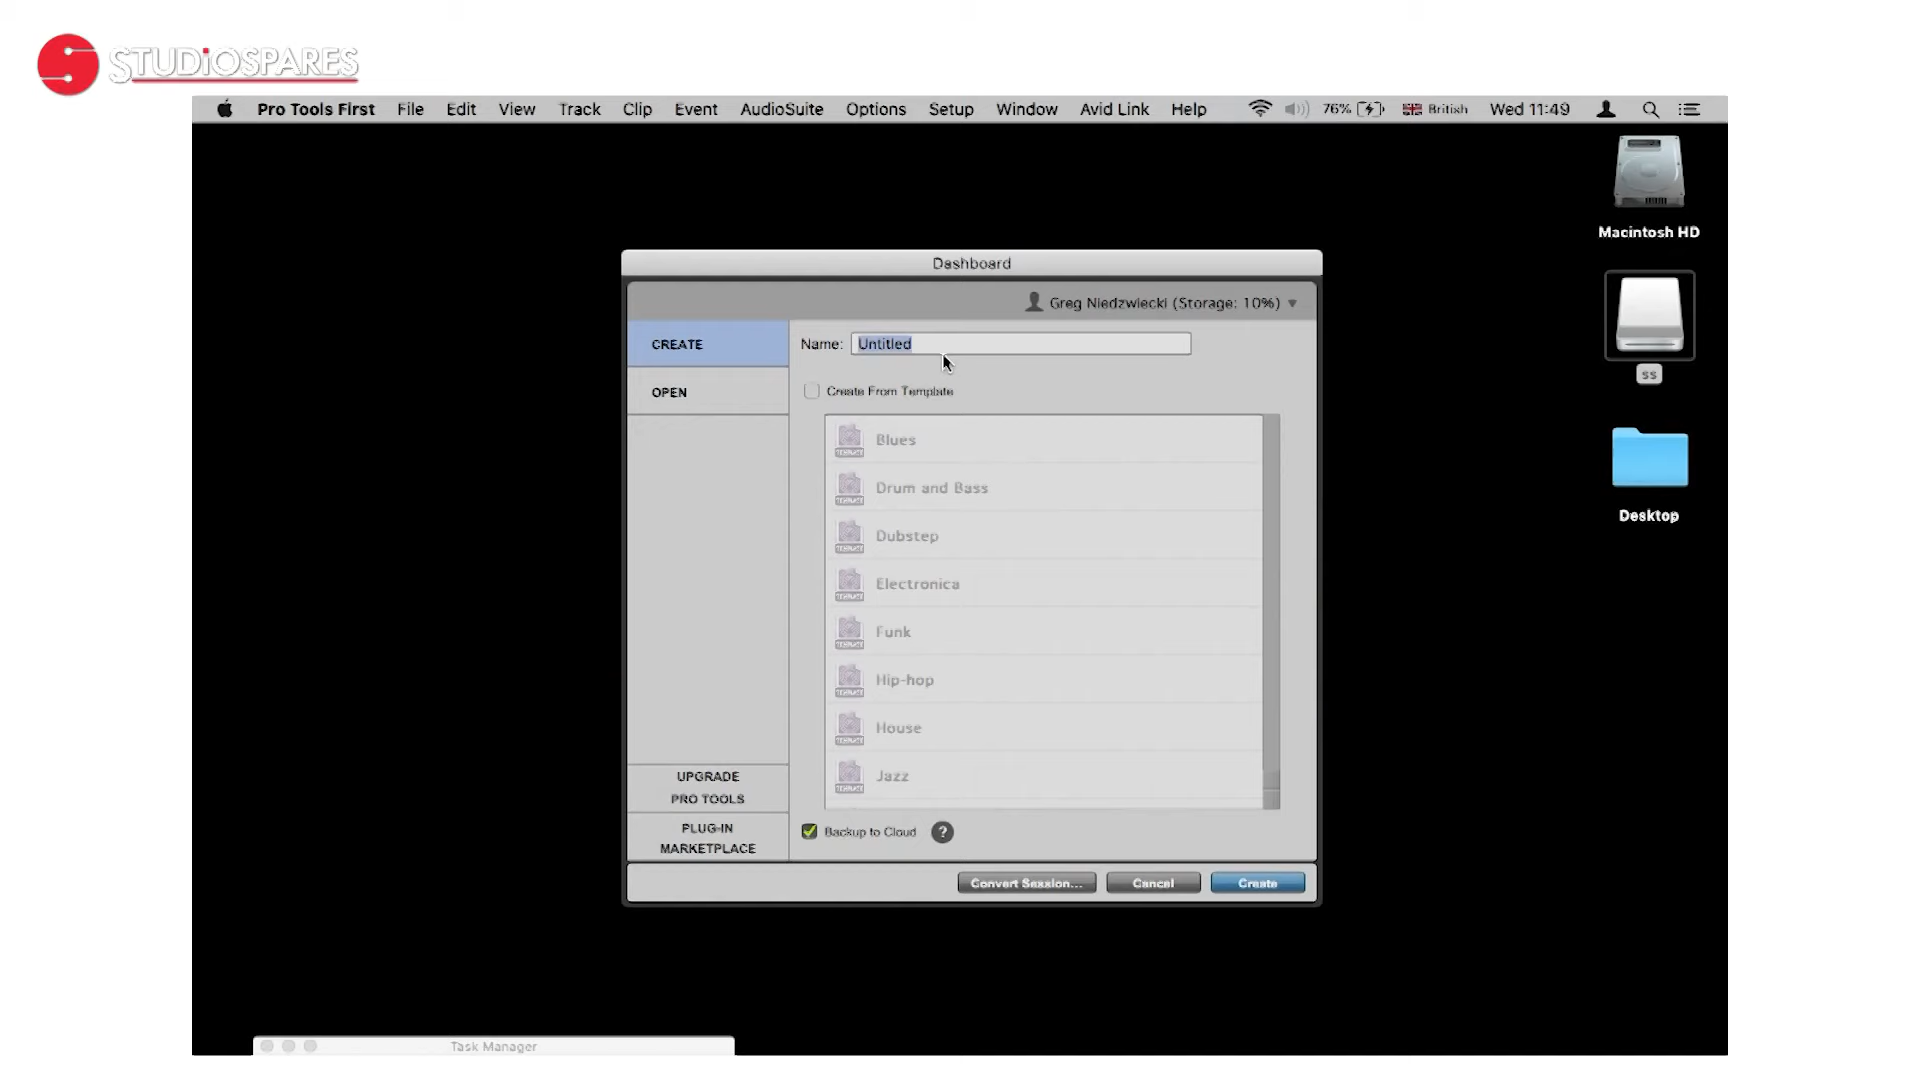 STUDiOSPARES
Pro Tools First File Edit View Track Clip Event AudioSuite Options Setup Window Avid Link Help 76% British Wed 11:49
Macintosh HD
ss
Desktop
Dashboard
Greg Niedzwiecki (Storage: 10%)
CREATE
OPEN
Name: Untitled
Create From Template
Blues
Drum and Bass
Dubstep
Electronica
Funk
Hip-hop
House
Jazz
UPGRADE
PRO TOOLS
PLUG-IN
MARKETPLACE
Backup to Cloud ?
Convert Session... Cancel Create
Task Manager